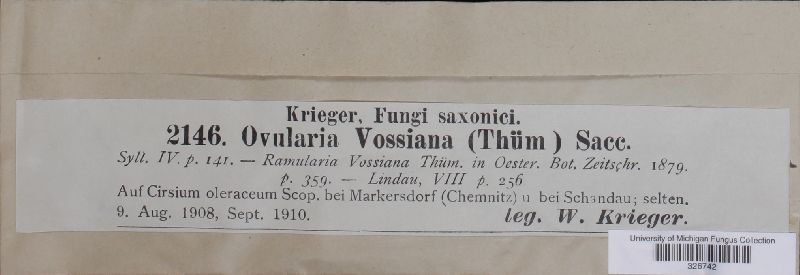 Krieger, Fungi saxonici.
2146. Ovularia Vossiana (Thüm) Sacc.
Syll. IV. p. 141. — Ramularia Vossiana Thüm. in Oester. Bot. Zeitschr. 1879.
p. 359. — Lindau, VIII p. 256
Auf Cirsium oleraceum Scop. bei Markersdorf (Chemnitz) u bei Schandau; selten.
9. Aug. 1908, Sept. 1910.
leg. W. Krieger.
University of Michigan Fungus Collection
326742